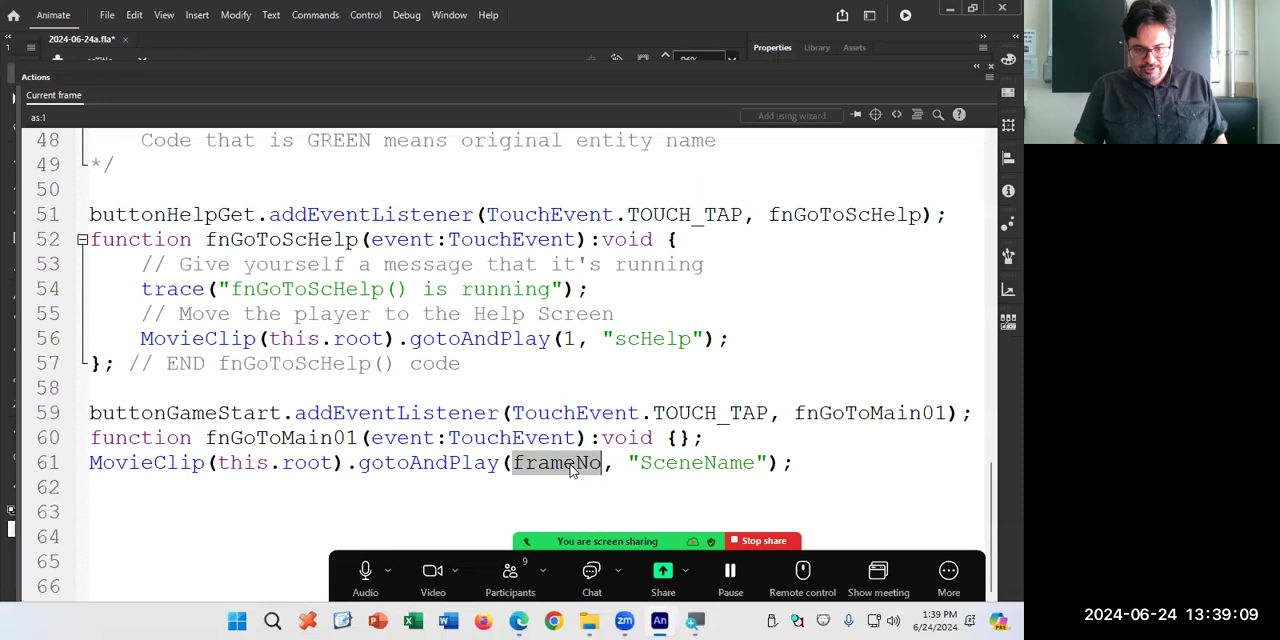 Animate File Edit View Insert Modify Text Commands Control Debug Window Help
2024-06-24a.fla*
Properties Library Assets
Actions
Current frame
as:1
Add using wizard
48 Code that is GREEN means original entity name
49 */
50
51 buttonHelpGet.addEventListener(TouchEvent.TOUCH_TAP, fnGoToScHelp);
52 function fnGoToScHelp(event:TouchEvent):void {
53 // Give yourself a message that it's running
54 trace("fnGoToScHelp() is running");
55 // Move the player to the Help Screen
56 MovieClip(this.root).gotoAndPlay(1, "scHelp");
57 }; // END fnGoToScHelp() code
58
59 buttonGameStart.addEventListener(TouchEvent.TOUCH_TAP, fnGoToMain01);
60 function fnGoToMain01(event:TouchEvent):void {};
61 MovieClip(this.root).gotoAndPlay(frameNo, "SceneName");
62
63
64
65
66
You are screen sharing Stop share
9
Audio Video Participants Chat Share Pause Remote control Show meeting More
1:39 PM
6/24/2024
2024-06-24 13:39:09